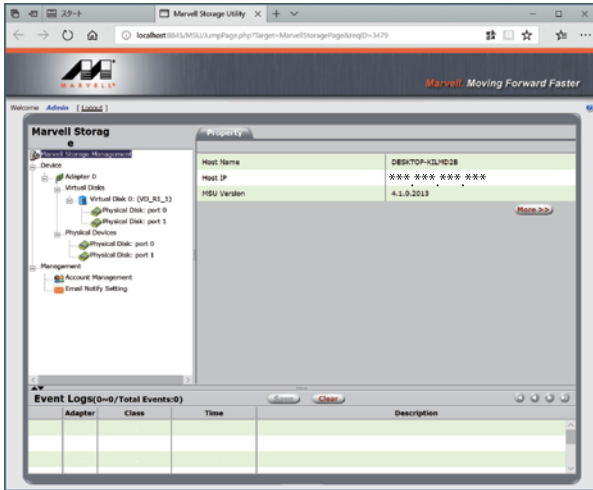 スタート
Marvell Storage Utility
localhost:8845/MSU/JumpPage.php?Target=MarvellStoragePage&reqID=3479
MARVELL®
Marvell. Moving Forward Faster
Welcome Admin [ Logout ]
Marvell Storag
e
Marvell Storage Management
Device
Adapter 0
Virtual Disks
Virtual Disk 0: (VD_R1_1)
Physical Disk: port 0
Physical Disk: port 1
Physical Devices
Physical Disk: port 0
Physical Disk: port 1
Management
Account Management
Email Notify Setting
Property
Host Name DESKTOP-KILMD2B
Host IP ***.***.***.***
MSU Version 4.1.0.2013
More >>
Event Logs(0~0/Total Events:0) Save Clear
Adapter Class Time Description